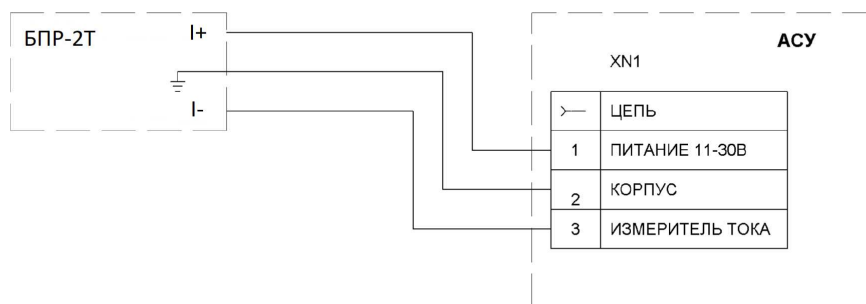 БПР-2Т
I+
I-
АСУ
XN1
ЦЕПЬ
1 ПИТАНИЕ 11-30В
2 КОРПУС
3 ИЗМЕРИТЕЛЬ ТОКА